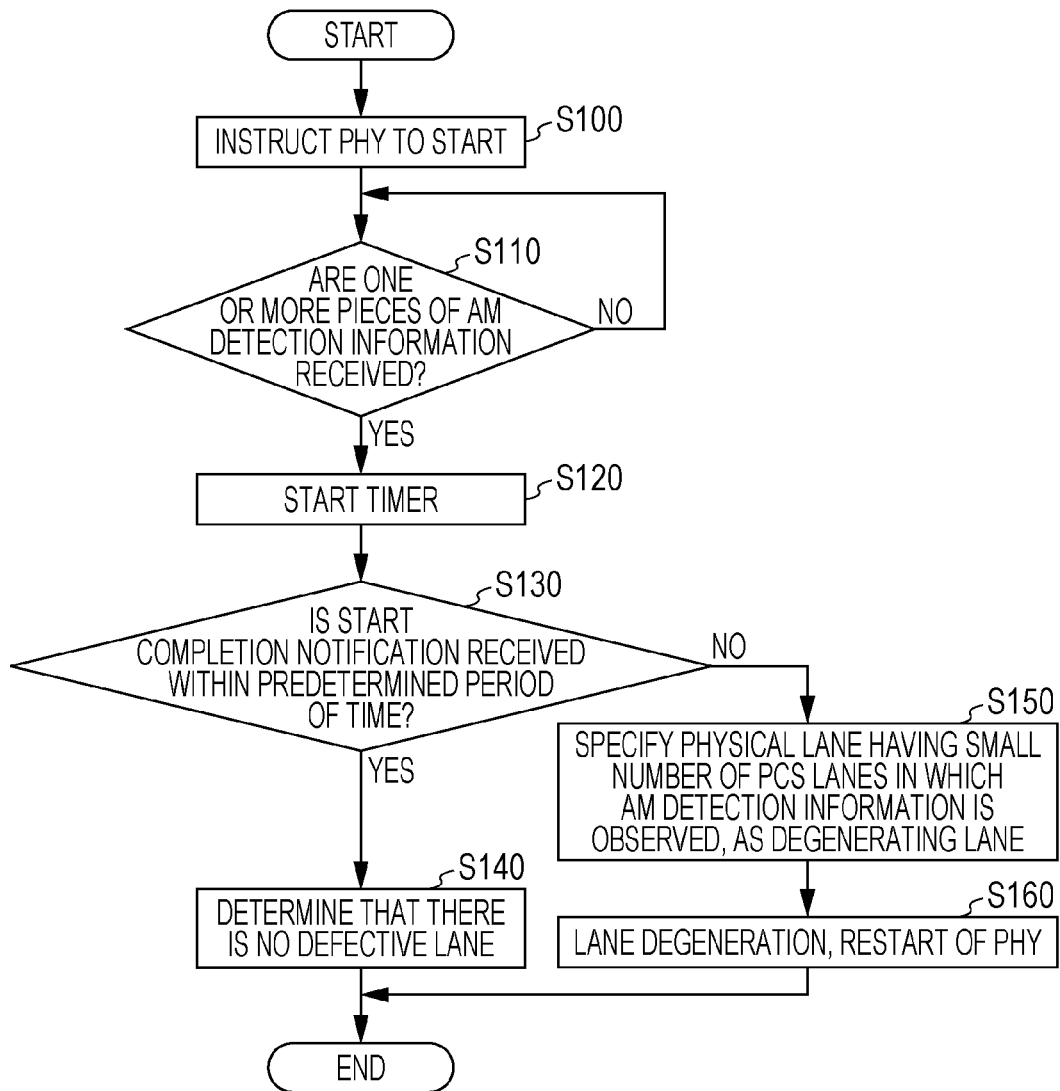 START
S100
INSTRUCT PHY TO START
S110
ARE ONE
OR MORE PIECES OF AM
DETECTION INFORMATION
RECEIVED?
NO
YES
S120
START TIMER
S130
IS START
COMPLETION NOTIFICATION RECEIVED
WITHIN PREDETERMINED PERIOD
OF TIME?
NO
YES
S150
SPECIFY PHYSICAL LANE HAVING SMALL
NUMBER OF PCS LANES IN WHICH
AM DETECTION INFORMATION IS
OBSERVED, AS DEGENERATING LANE
S140
DETERMINE THAT THERE
IS NO DEFECTIVE LANE
S160
LANE DEGENERATION, RESTART OF PHY
END